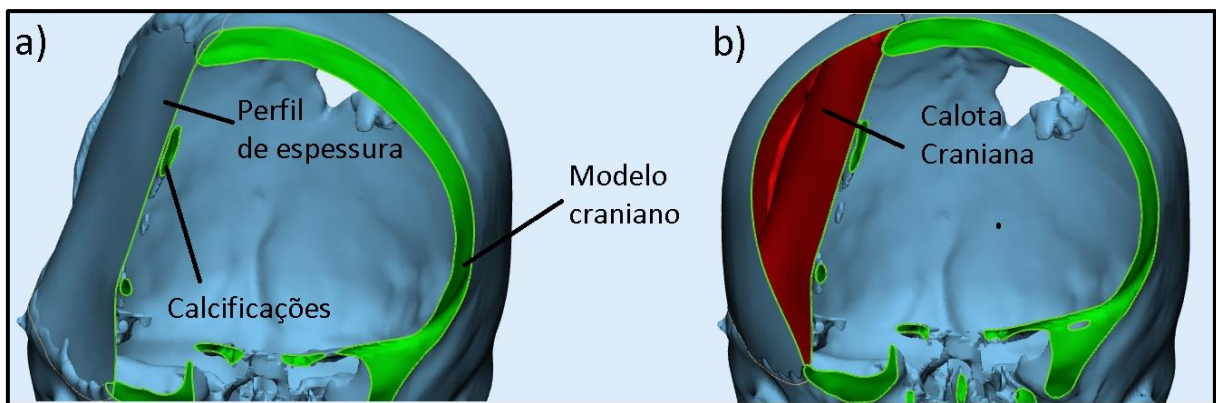 a)
Perfil
de espessura
Calcificações
Modelo
craniano
b)
Calota
Craniana